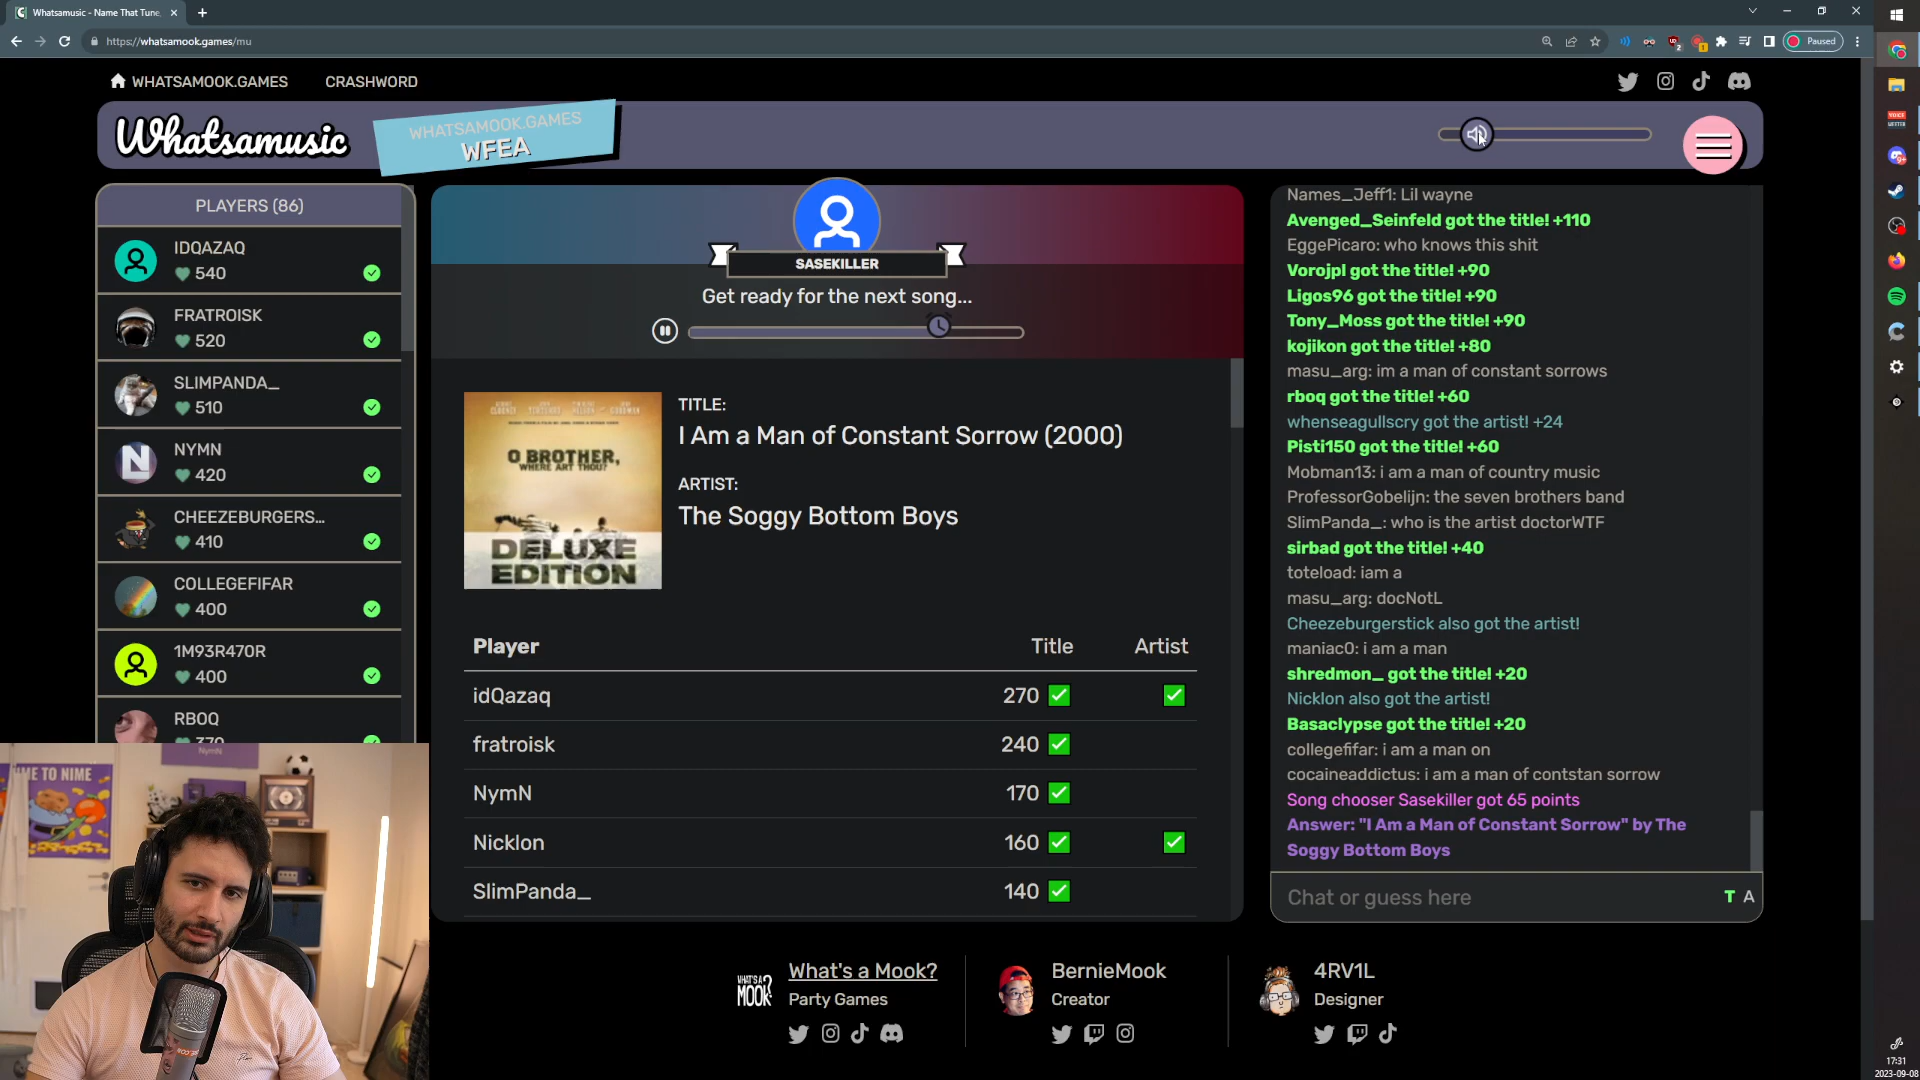 Whatsamusic - Name That Tune,
https://whatsamook.games/mu
Paused
WHATSAMOOK.GAMES
CRASHWORD
Whatsamusic
WHATSAMOOK.GAMES
WFEA
PLAYERS (86)
IDQAZAQ
540
FRATROISK
520
SLIMPANDA_
510
NYMN
420
CHEEZEBURGERS...
410
COLLEGEFIFAR
400
1M93R470R
400
RBOQ
370
SASEKILLER
Get ready for the next song...
O BROTHER,
WHERE ART THOU?
DELUXE
EDITION
TITLE:
I Am a Man of Constant Sorrow (2000)
ARTIST:
The Soggy Bottom Boys
Player Title Artist
idQazaq 270
fratroisk 240
NymN 170
Nicklon 160
SlimPanda_ 140
Names_Jeff1: Lil wayne
Avenged_Seinfeld got the title! +110
EggePicaro: who knows this shit
Vorojpl got the title! +90
Ligos96 got the title! +90
Tony_Moss got the title! +90
kojikon got the title! +80
masu_arg: im a man of constant sorrows
rboq got the title! +60
whenseagullscry got the artist! +24
Pisti150 got the title! +60
Mobman13: i am a man of country music
ProfessorGobelijn: the seven brothers band
SlimPanda_: who is the artist doctorWTF
sirbad got the title! +40
toteload: iam a
masu_arg: docNotL
Cheezeburgerstick also got the artist!
maniac0: i am a man
shredmon_ got the title! +20
Nicklon also got the artist!
Basaclypse got the title! +20
collegefifar: i am a man on
cocaineaddictus: i am a man of contstan sorrow
Song chooser Sasekiller got 65 points
Answer: "I Am a Man of Constant Sorrow" by The
Soggy Bottom Boys
Chat or guess here
T A
WHAT'S A
MOOK?
What's a Mook?
Party Games
BernieMook
Creator
4RV1L
Designer
NymN
ME TO NIME
17:31
2023-09-08